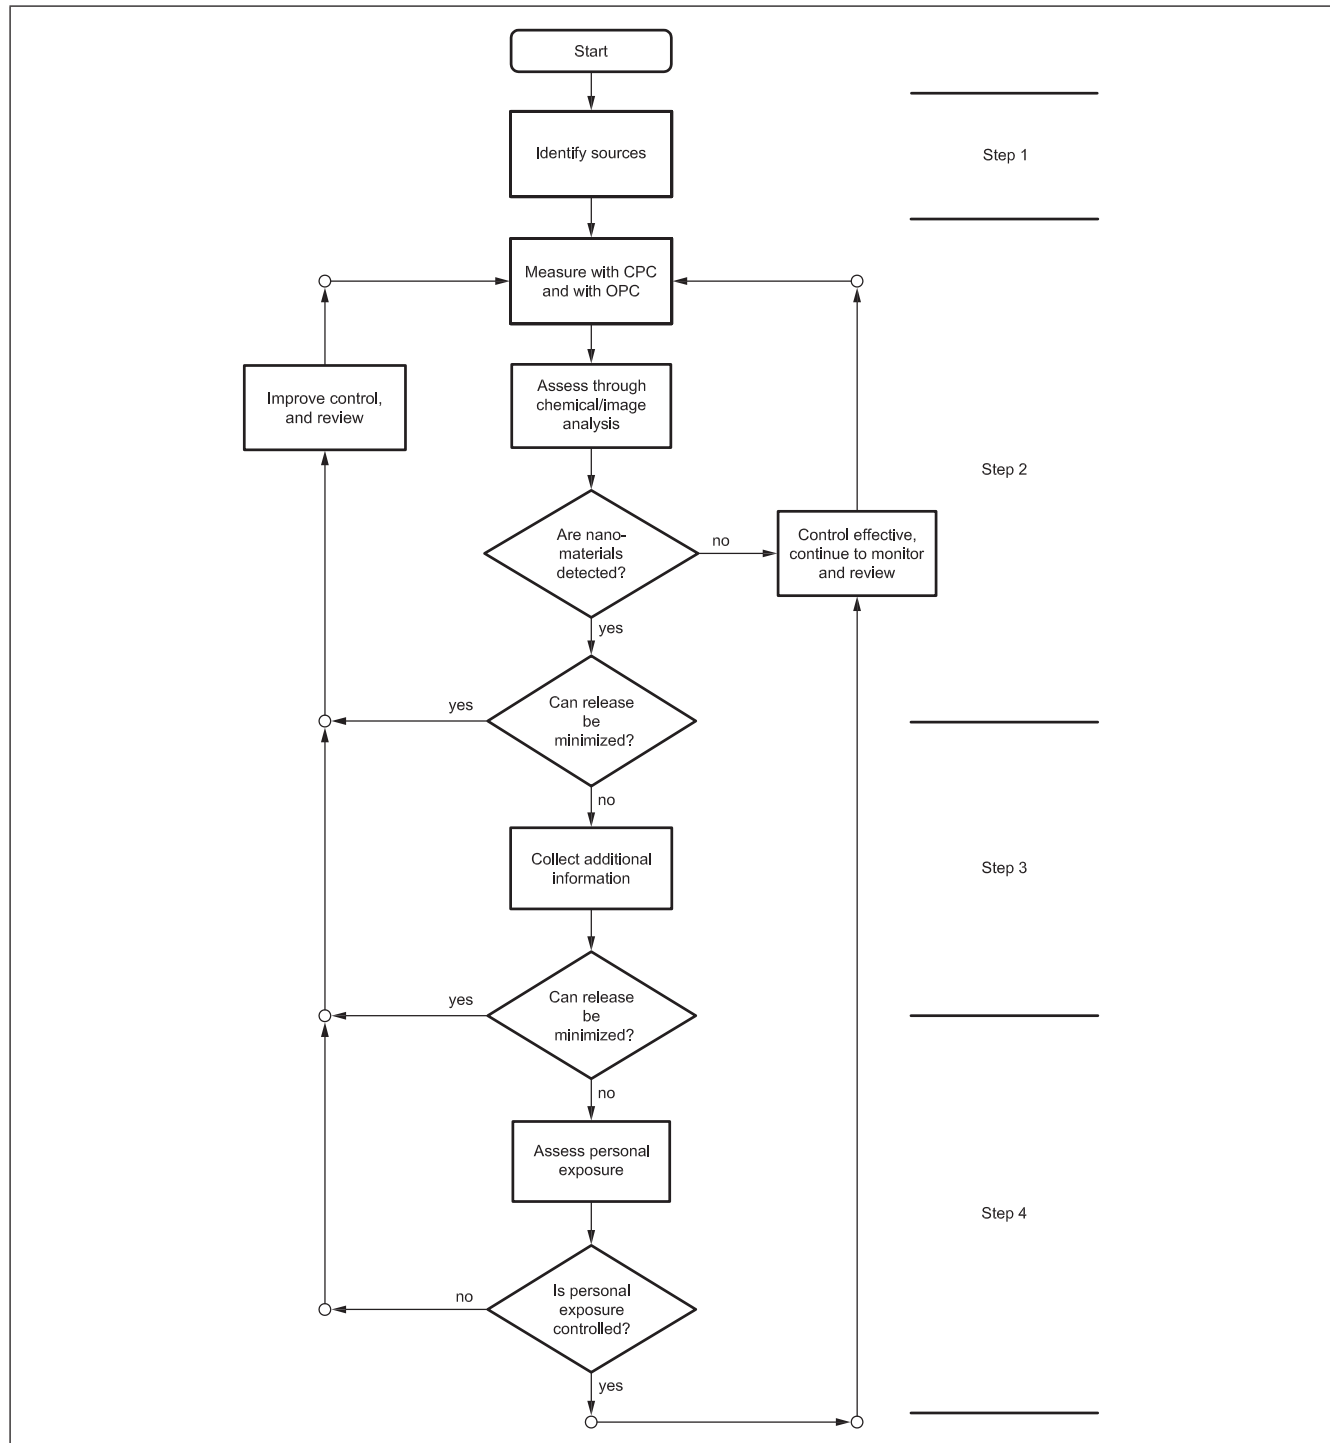 Start
Identify sources
Step 1
Measure with CPC
and with OPC
Improve control,
and review
Assess through
chemical/image
analysis
Step 2
Are nano-
materials
detected?
no
Control effective,
continue to monitor
and review
yes
Can release
be
minimized?
yes
no
Collect additional
information
Step 3
Can release
be
minimized?
yes
no
Assess personal
exposure
Step 4
Is personal
exposure
controlled?
no
yes